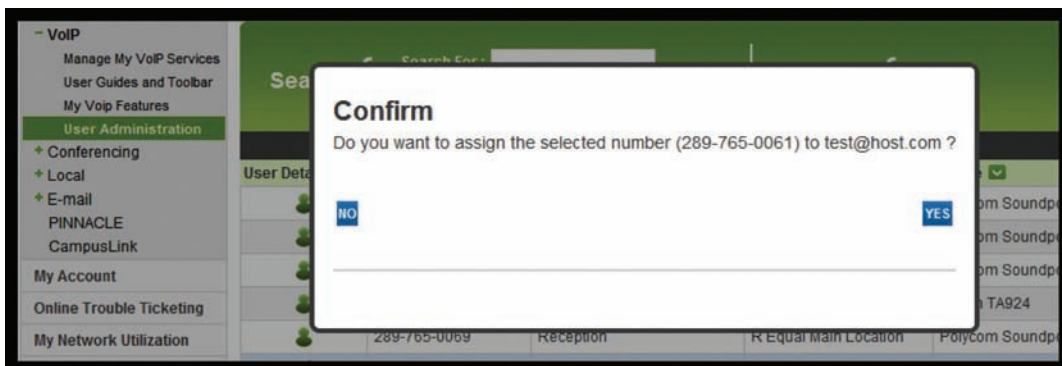 − VoIP
Manage My VoIP Services
User Guides and Toolbar
My Voip Features
User Administration
+ Conferencing
+ Local
+ E-mail
PINNACLE
CampusLink
My Account
Online Trouble Ticketing
My Network Utilization
Search For :
Confirm
Do you want to assign the selected number (289-765-0061) to test@host.com ?
NO
YES
User
TA924
289-765-0069 Reception R Equal Main Location Polycom